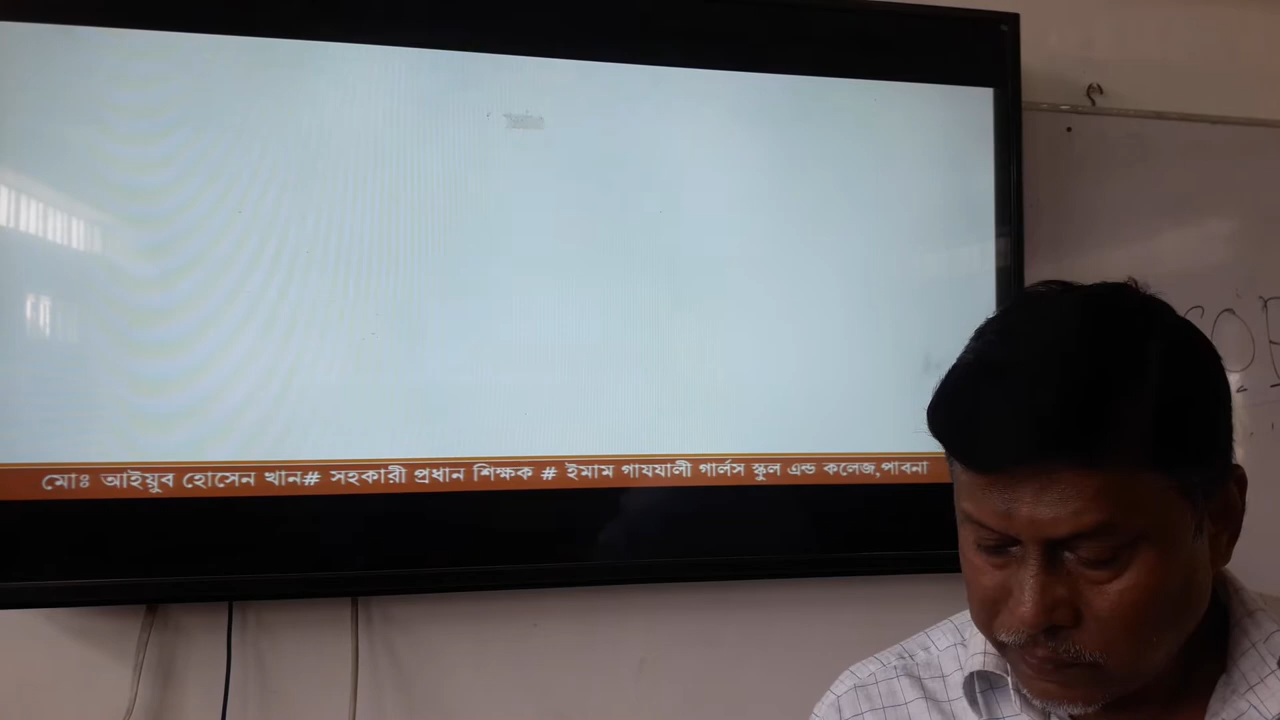 মোঃ আইয়ুব হোসেন খান# সহকারী প্রধান শিক্ষক # ইমাম গাযযালী গার্লস স্কুল এন্ড কলেজ,পাবনা